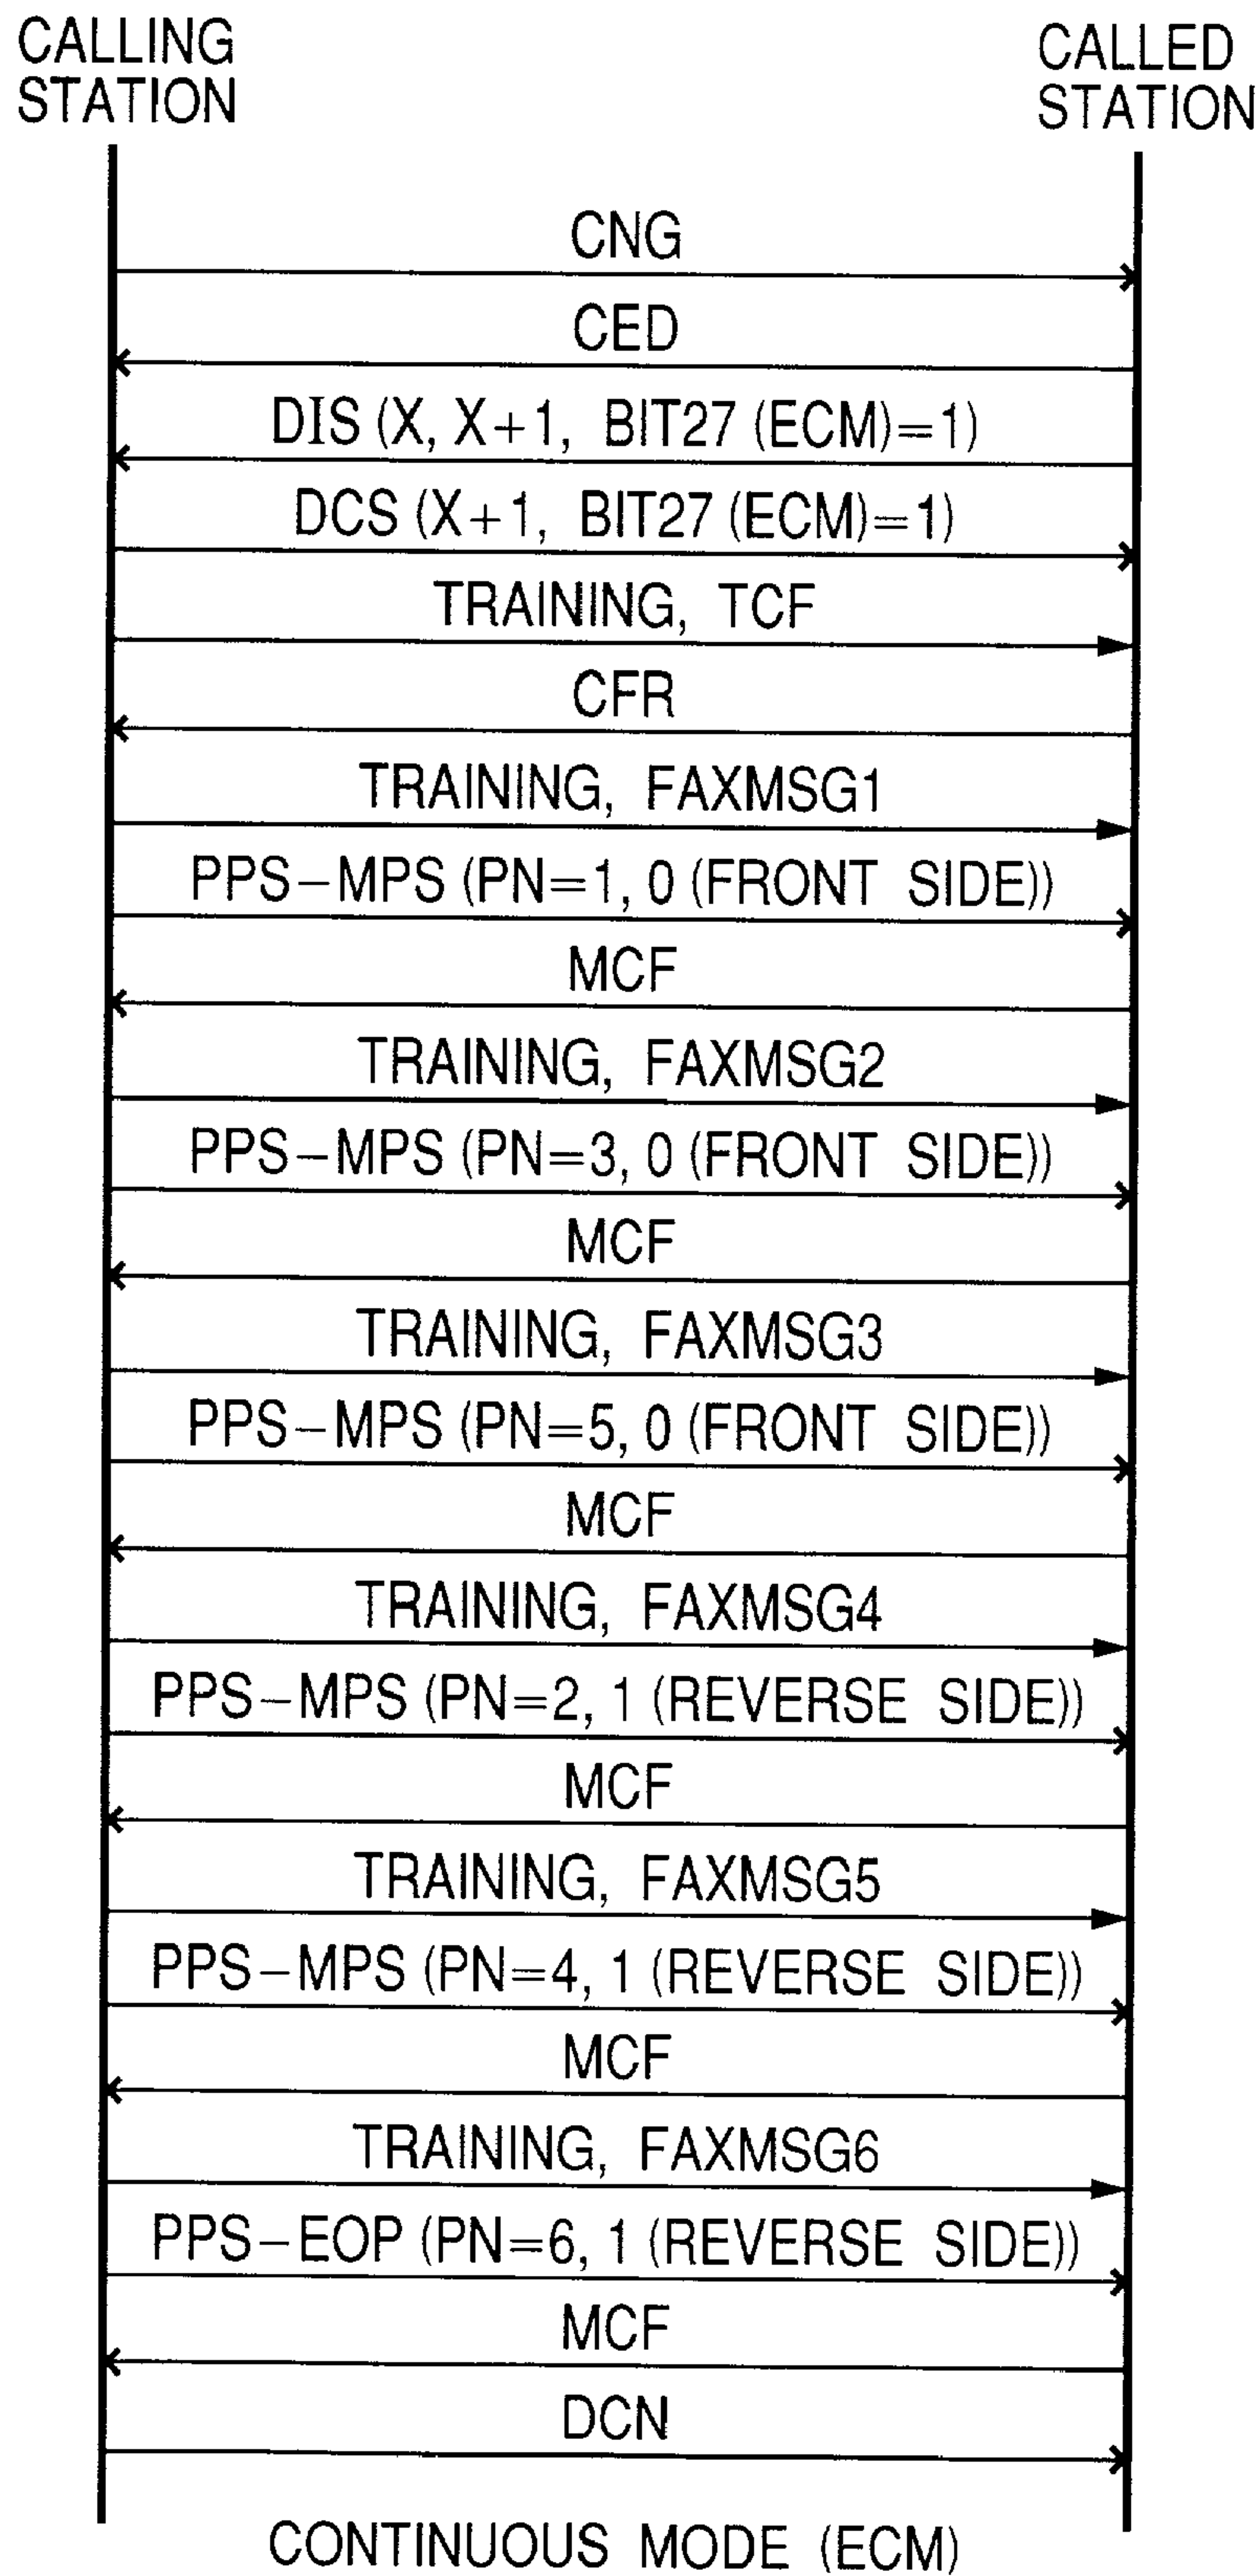 CALLING
STATION
CALLED
STATION
CNG
CED
DIS (X, X+1, BIT27 (ECM)=1)
DCS (X+1, BIT27 (ECM)=1)
TRAINING, TCF
CFR
TRAINING, FAXMSG1
PPS-MPS (PN=1, 0 (FRONT SIDE))
MCF
TRAINING, FAXMSG2
PPS-MPS (PN=3, 0 (FRONT SIDE))
MCF
TRAINING, FAXMSG3
PPS-MPS (PN=5, 0 (FRONT SIDE))
MCF
TRAINING, FAXMSG4
PPS-MPS (PN=2, 1 (REVERSE SIDE))
MCF
TRAINING, FAXMSG5
PPS-MPS (PN=4, 1 (REVERSE SIDE))
MCF
TRAINING, FAXMSG6
PPS-EOP (PN=6, 1 (REVERSE SIDE))
MCF
DCN
CONTINUOUS MODE (ECM)